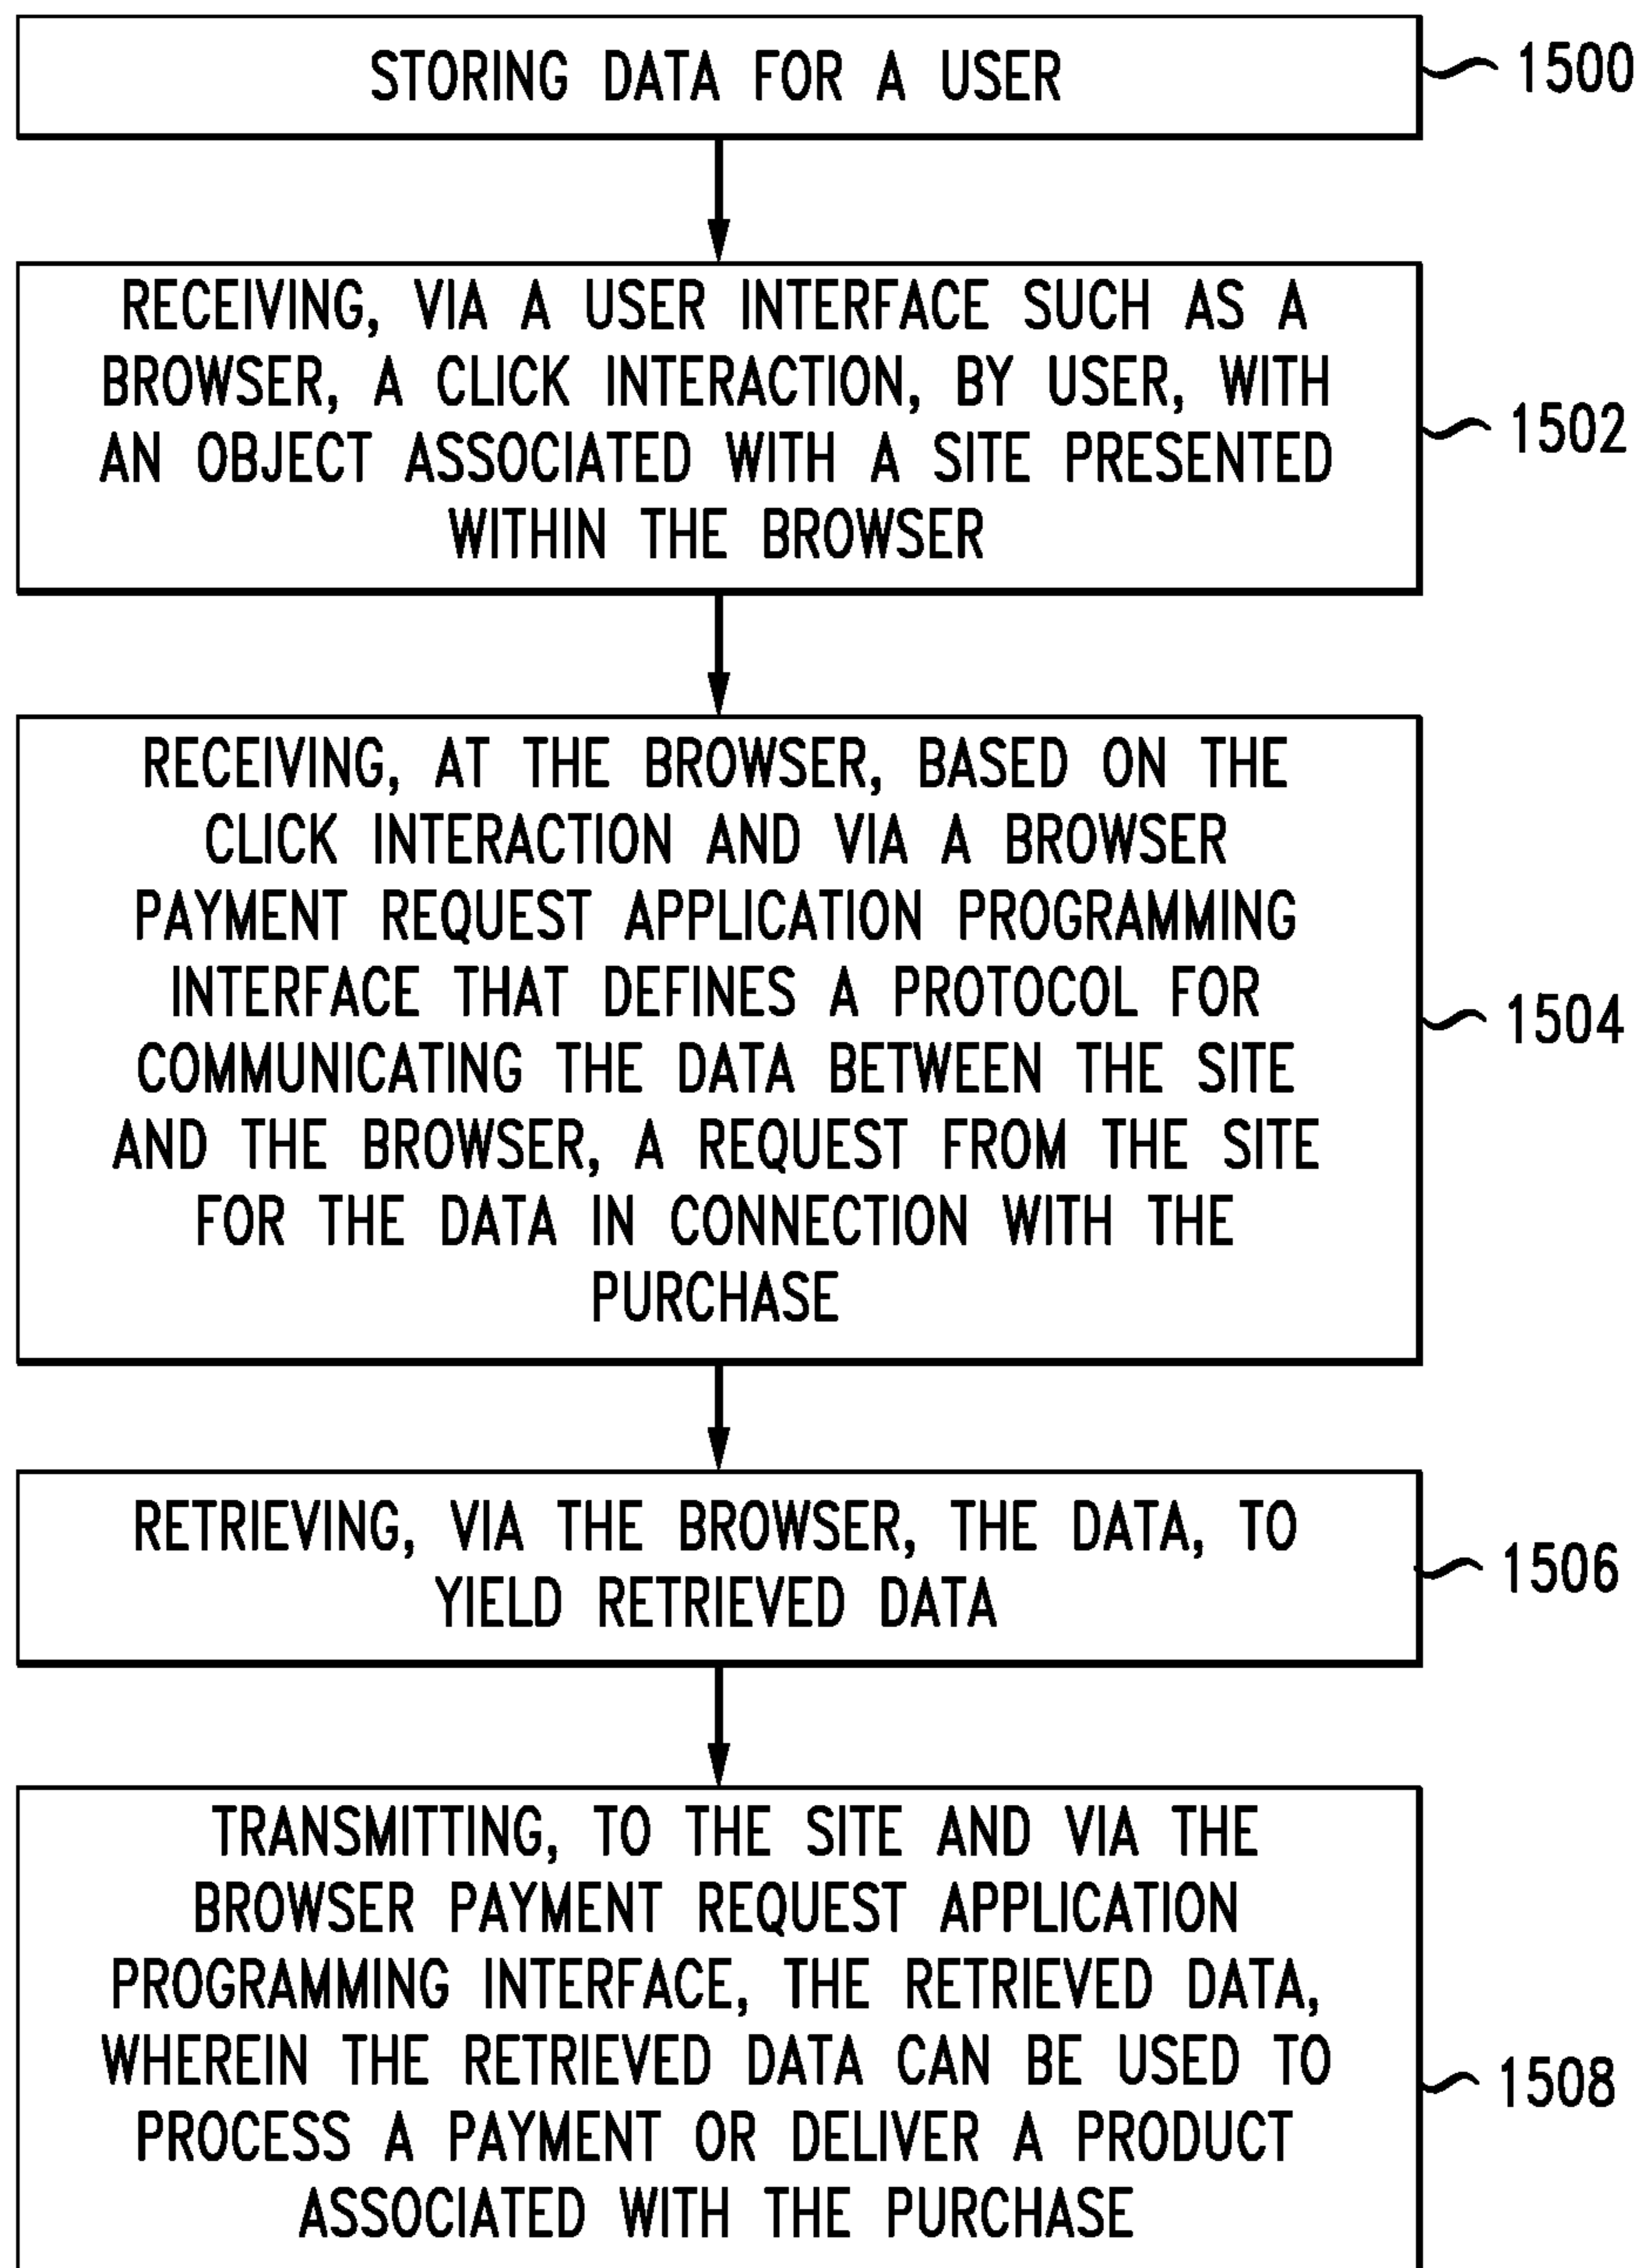 STORING DATA FOR A USER
1500
RECEIVING, VIA A USER INTERFACE SUCH AS A
BROWSER, A CLICK INTERACTION, BY USER, WITH
AN OBJECT ASSOCIATED WITH A SITE PRESENTED
WITHIN THE BROWSER
1502
RECEIVING, AT THE BROWSER, BASED ON THE
CLICK INTERACTION AND VIA A BROWSER
PAYMENT REQUEST APPLICATION PROGRAMMING
INTERFACE THAT DEFINES A PROTOCOL FOR
COMMUNICATING THE DATA BETWEEN THE SITE
AND THE BROWSER, A REQUEST FROM THE SITE
FOR THE DATA IN CONNECTION WITH THE
PURCHASE
1504
RETRIEVING, VIA THE BROWSER, THE DATA, TO
YIELD RETRIEVED DATA
1506
TRANSMITTING, TO THE SITE AND VIA THE
BROWSER PAYMENT REQUEST APPLICATION
PROGRAMMING INTERFACE, THE RETRIEVED DATA,
WHEREIN THE RETRIEVED DATA CAN BE USED TO
PROCESS A PAYMENT OR DELIVER A PRODUCT
ASSOCIATED WITH THE PURCHASE
1508